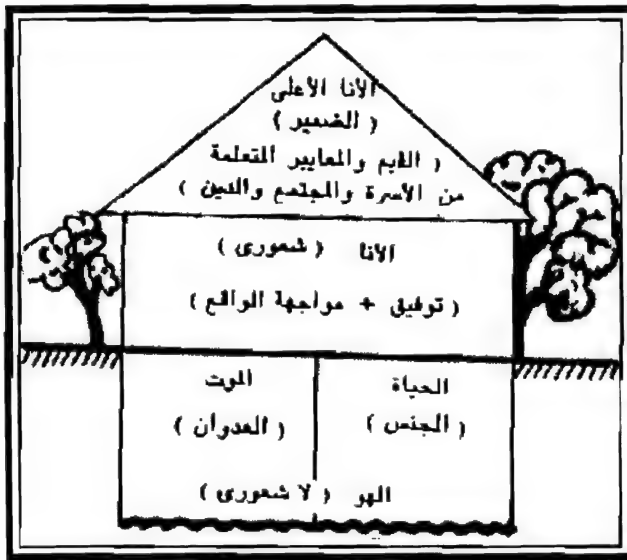 الأنا الأعلى
( الضمير )
( القيم والمعايير المتعلمة
من الأسرة والمجتمع والدين )
الأنا ( شعورى )
( توفيق + مواجهة الواقع )
الحياة
( الجنس )
الموت
( العدوان )
الهو ( لا شعورى )